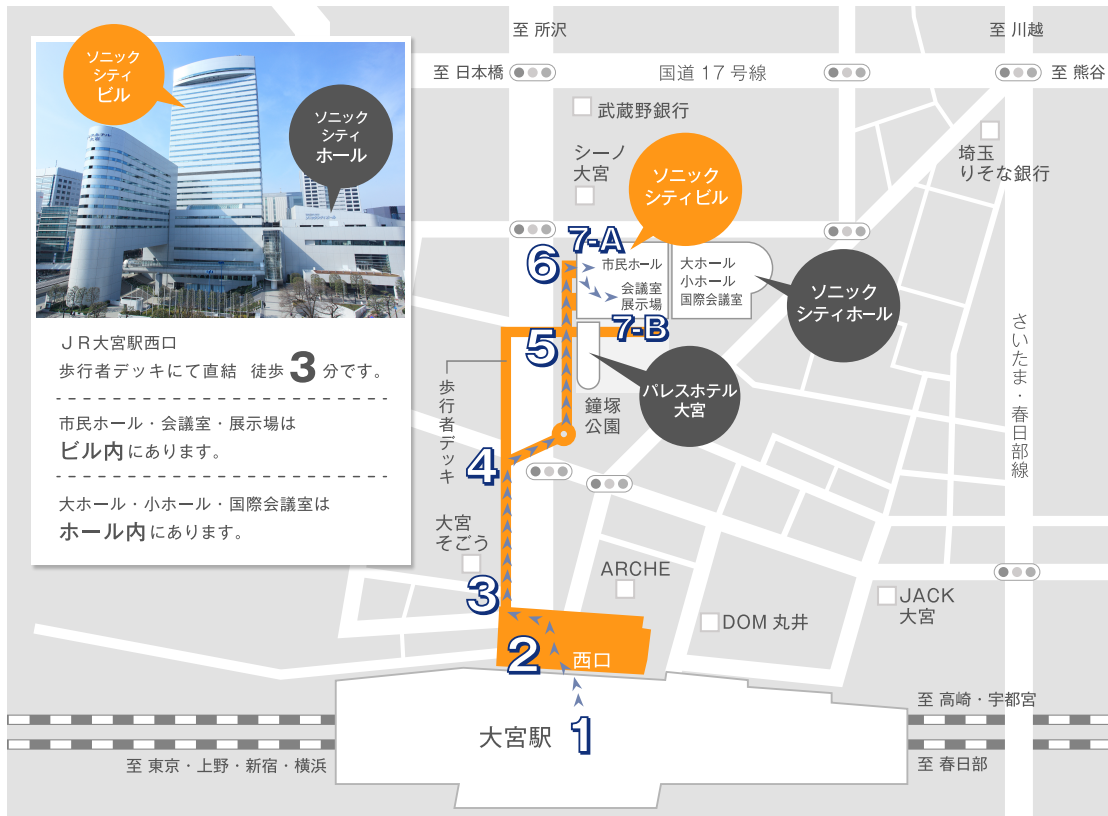 ソニック
シティ
ビル
ソニック
シティ
ホール
JR大宮駅西口
歩行者デッキにて直結 徒歩3分です。
市民ホール・会議室・展示場は
ビル内にあります。
大ホール・小ホール・国際会議室は
ホール内にあります。
至 所沢
至 川越
至 日本橋
国道17号線
至 熊谷
武蔵野銀行
シーノ
大宮
埼玉
りそな銀行
ソニック
シティビル
7-A
6
市民ホール
会議室
展示場
大ホール
小ホール
国際会議室
ソニック
シティホール
7-B
5
さいたま・春日部線
歩行者デッキ
鐘塚
公園
パレスホテル
大宮
4
大宮
そごう
3
ARCHE
JACK
大宮
DOM 丸井
2
西口
1
大宮駅
至 高崎・宇都宮
至 東京・上野・新宿・横浜
至 春日部